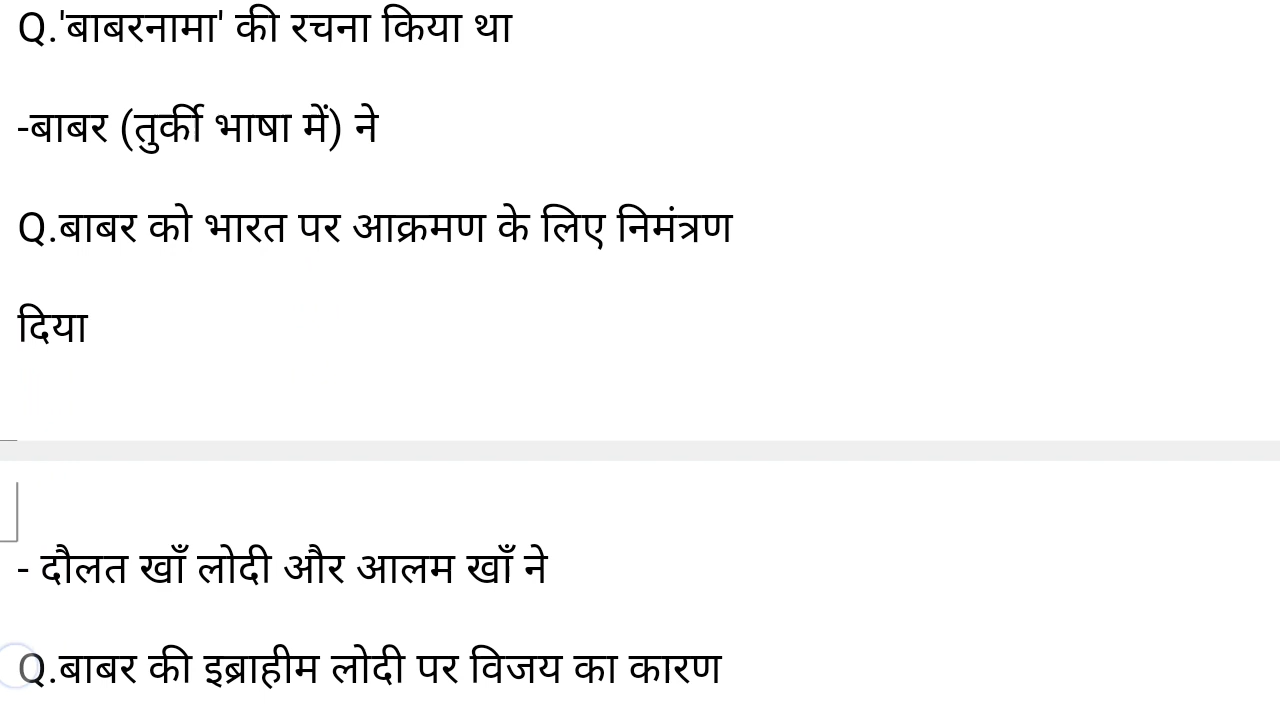 Q.'बाबरनामा' की रचना किया था
-बाबर (तुर्की भाषा में) ने
Q.बाबर को भारत पर आक्रमण के लिए निमंत्रण
दिया
- दौलत खाँ लोदी और आलम खाँ ने
Q.बाबर की इब्राहीम लोदी पर विजय का कारण